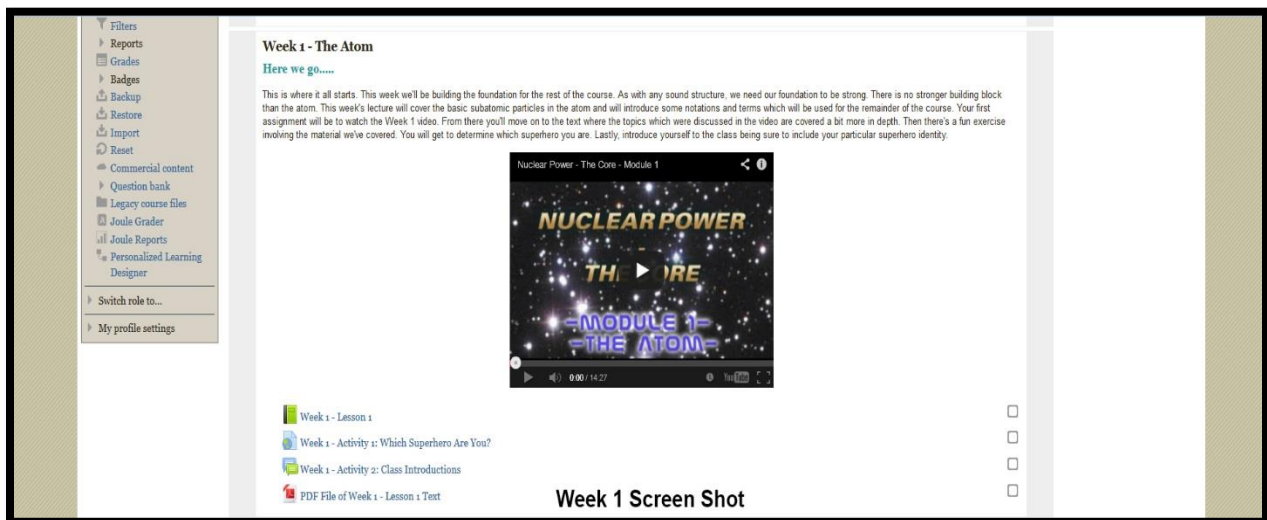 Filters
Reports
Grades
Badges
Backup
Restore
Import
Reset
Commercial content
Question bank
Legacy course files
Joule Grader
Joule Reports
Personalized Learning
Designer
Switch role to...
My profile settings
Week 1 - The Atom
Here we go.....
This is where it all starts. This week we'll be building the foundation for the rest of the course. As with any sound structure, we need our foundation to be strong. There is no stronger building block
than the atom. This week's lecture will cover the basic subatomic particles in the atom and will introduce some notations and terms which will be used for the remainder of the course. Your first
assignment will be to watch the Week 1 video. From there you'll move on to the text where the topics which were discussed in the video are covered a bit more in depth. Then there's a fun exercise
involving the material we've covered. You will get to determine which superhero you are. Lastly, introduce yourself to the class being sure to include your particular superhero identity.
Nuclear Power - The Core - Module 1
NUCLEAR POWER
-
TH ORE
-MODULE 1-
-THE ATOM-
0:00 / 14:27
YouTube
Week 1 - Lesson 1
Week 1 - Activity 1: Which Superhero Are You?
Week 1 - Activity 2: Class Introductions
PDF File of Week 1 - Lesson 1 Text
Week 1 Screen Shot